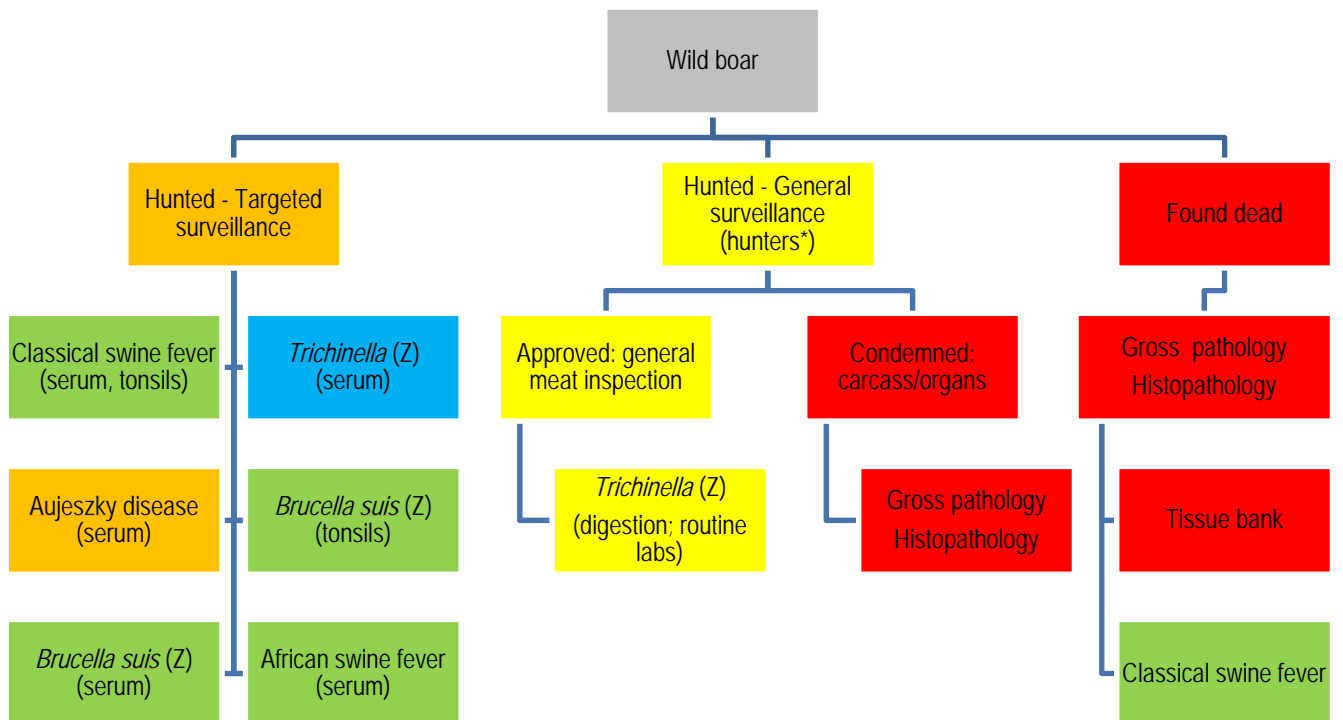 Wild boar
Hunted - Targeted
surveillance
Hunted - General
surveillance
(hunters*)
Found dead
Classical swine fever
(serum, tonsils)
Trichinella (Z)
(serum)
Approved: general
meat inspection
Condemned:
carcass/organs
Gross pathology
Histopathology
Aujeszky disease
(serum)
Brucella suis (Z)
(tonsils)
Trichinella (Z)
(digestion; routine
labs)
Gross pathology
Histopathology
Tissue bank
Brucella suis (Z)
(serum)
African swine fever
(serum)
Classical swine fever